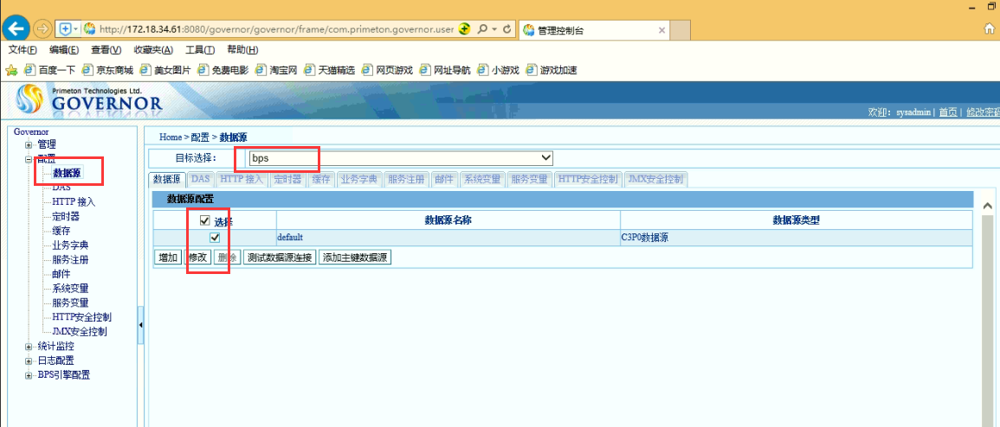 http://172.18.34.61:8080/governor/governor/frame/com.primeton.governor.user
管理控制台
文件(F) 编辑(E) 查看(V) 收藏夹(A) 工具(T) 帮助(H)
百度一下 京东商城 美女图片 免费电影 淘宝网 天猫精选 网页游戏 网址导航 小游戏 游戏加速
Primeton Technologies Ltd.
GOVERNOR
欢迎: sysadmin | 首页 | 修改密码
Governor
管理
配置
数据源
DAS
HTTP 接入
定时器
缓存
业务字典
服务注册
邮件
系统变量
服务变量
HTTP安全控制
JMX安全控制
统计监控
日志配置
BPS引擎配置
Home > 配置 > 数据源
目标选择: bps
数据源 DAS HTTP 接入 定时器 缓存 业务字典 服务注册 邮件 系统变量 服务变量 HTTP安全控制 JMX安全控制
数据源配置
选择 数据源名称 数据源类型
default C3P0数据源
增加 修改 删除 测试数据源连接 添加主键数据源